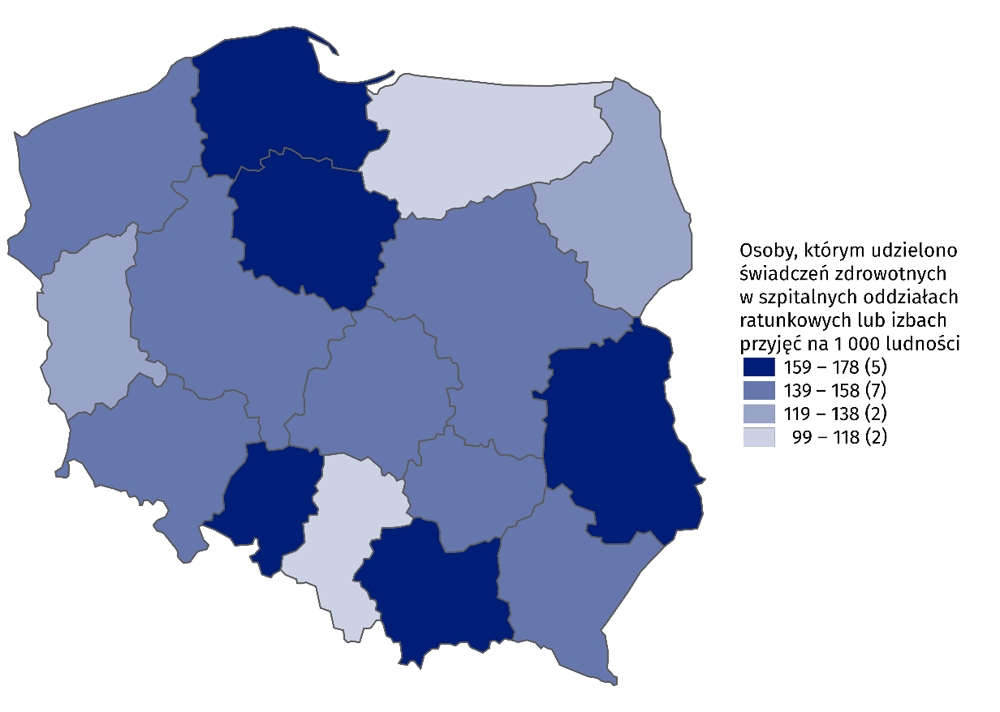 Osoby, którym udzielono
świadczeń zdrowotnych
w szpitalnych oddziałach
ratunkowych lub izbach
przyjęć na 1 000 ludności
159 – 178 (5)
139 – 158 (7)
119 – 138 (2)
99 – 118 (2)